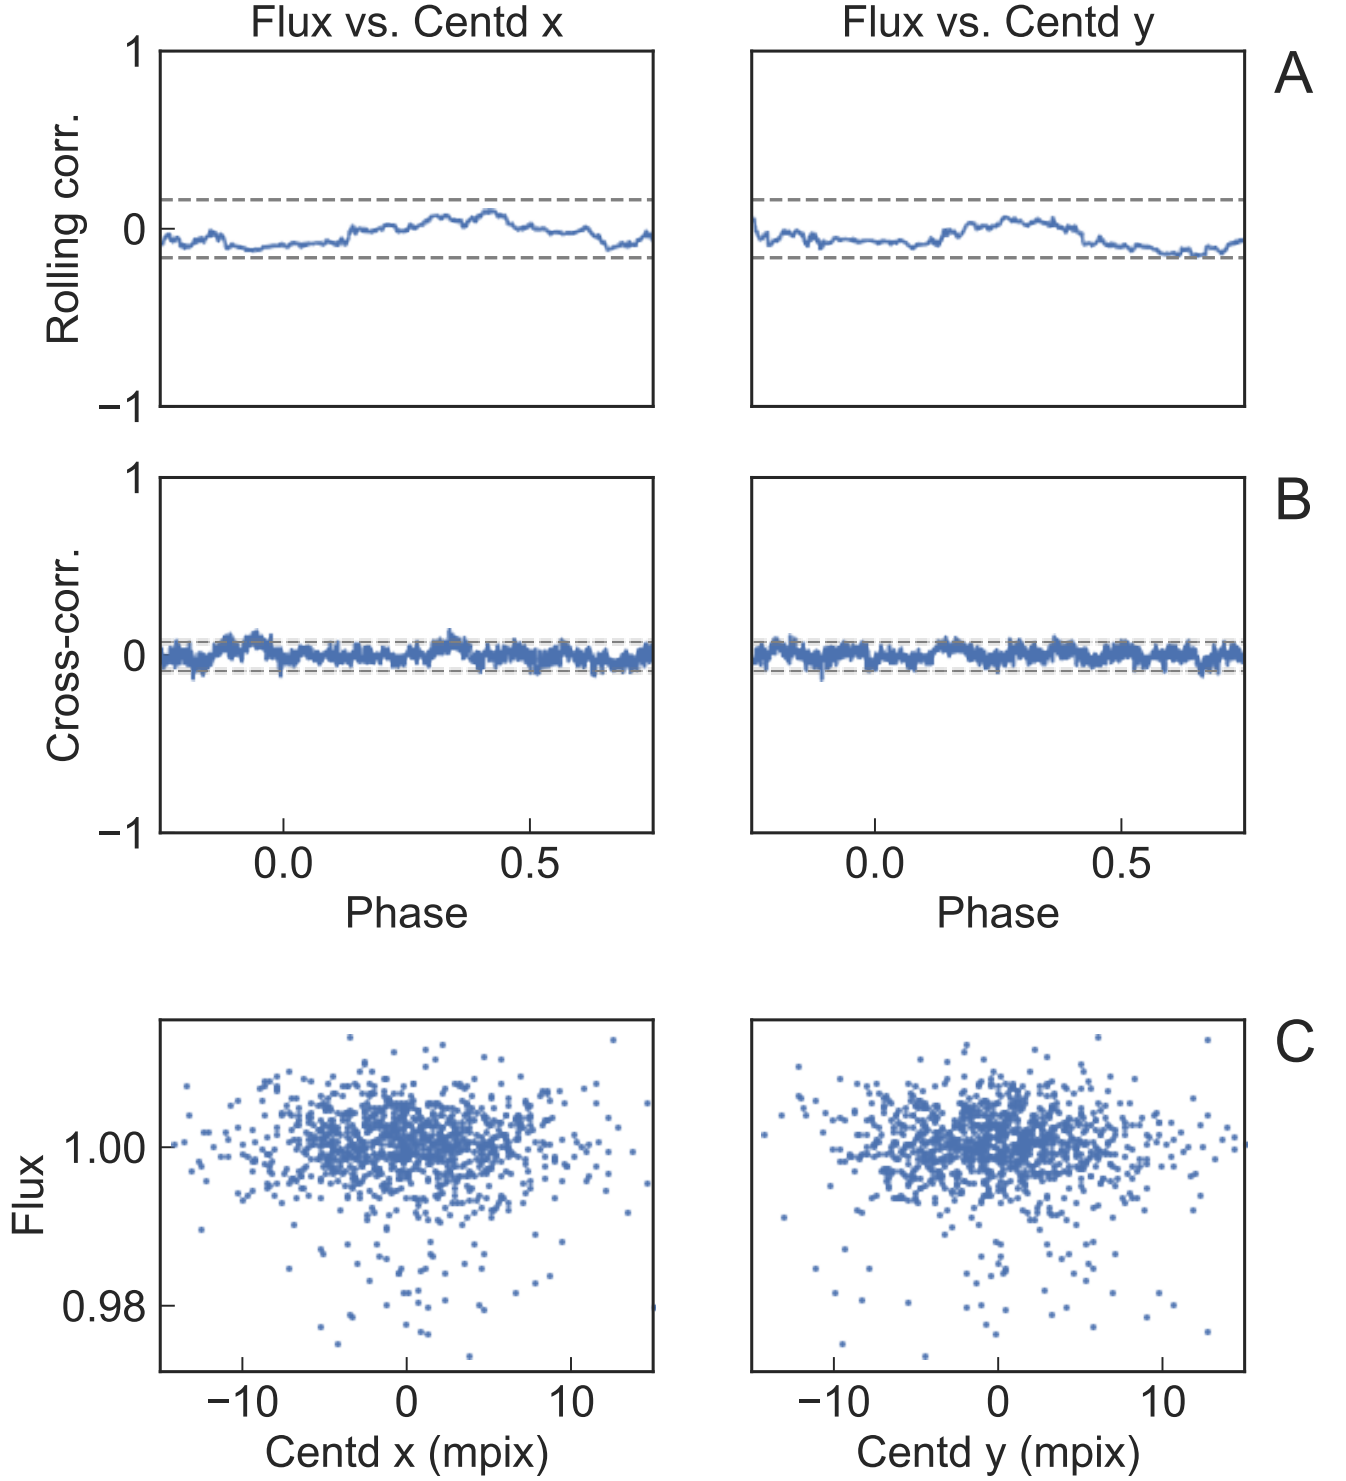 Flux vs. Centd x
Flux vs. Centd y
A
1
0
−1
Rolling corr.
B
1
0
−1
Cross-corr.
0.0
0.5
0.0
0.5
Phase
Phase
C
1.00
0.98
Flux
−10
0
10
−10
0
10
Centd x (mpix)
Centd y (mpix)